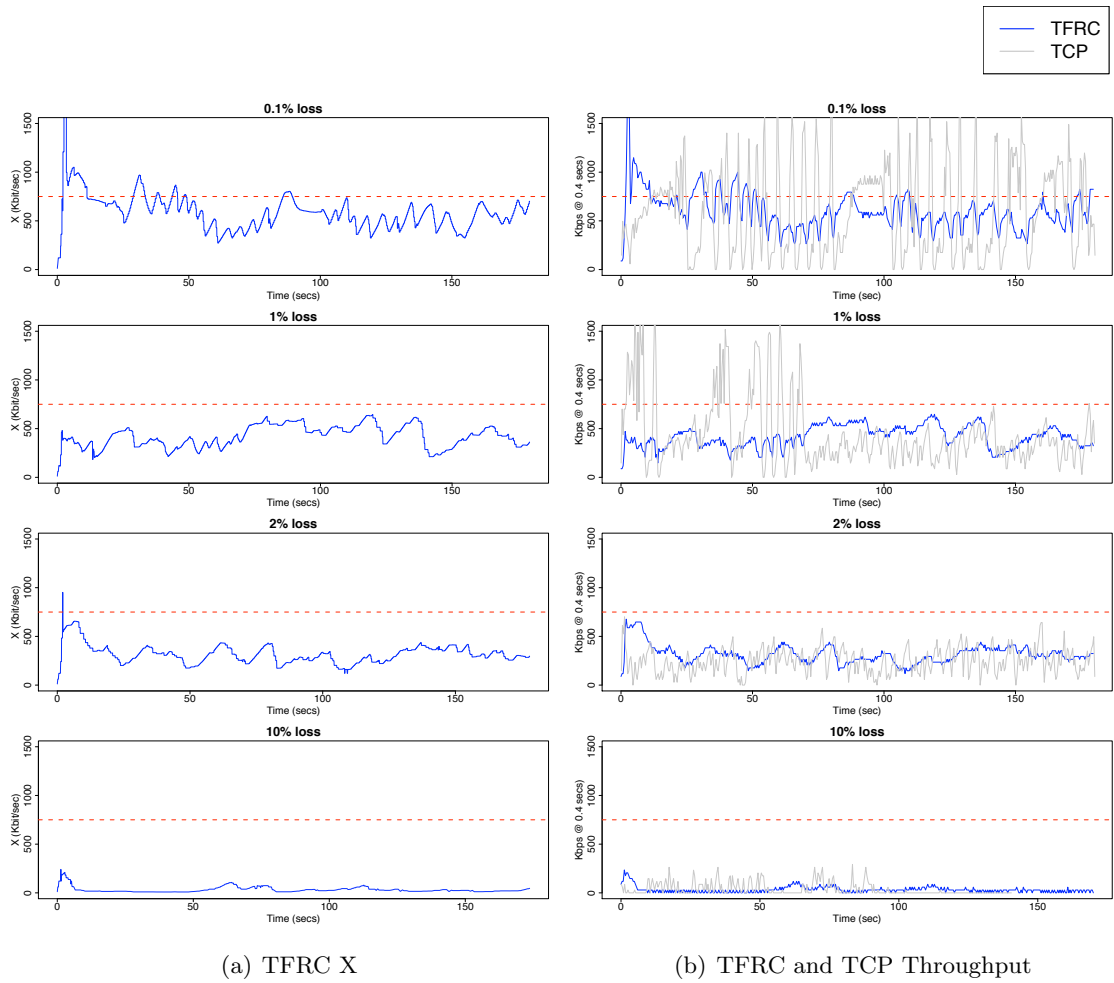 TFRC
TCP
0.1% loss
X (Kbit/sec)
0 500 1000 1500
0 50 100 150
Time (secs)
0.1% loss
Kbps @ 0.4 secs)
0 500 1000 1500
0 50 100 150
Time (sec)
1% loss
X (Kbit/sec)
0 500 1000 1500
0 50 100 150
Time (secs)
1% loss
Kbps @ 0.4 secs)
0 500 1000 1500
0 50 100 150
Time (sec)
2% loss
X (Kbit/sec)
0 500 1000 1500
0 50 100 150
Time (secs)
2% loss
Kbps @ 0.4 secs)
0 500 1000 1500
0 50 100 150
Time (sec)
10% loss
X (Kbit/sec)
0 500 1000 1500
0 50 100 150
Time (secs)
10% loss
Kbps @ 0.4 secs)
0 500 1000 1500
0 50 100 150
Time (sec)
(a) TFRC X
(b) TFRC and TCP Throughput